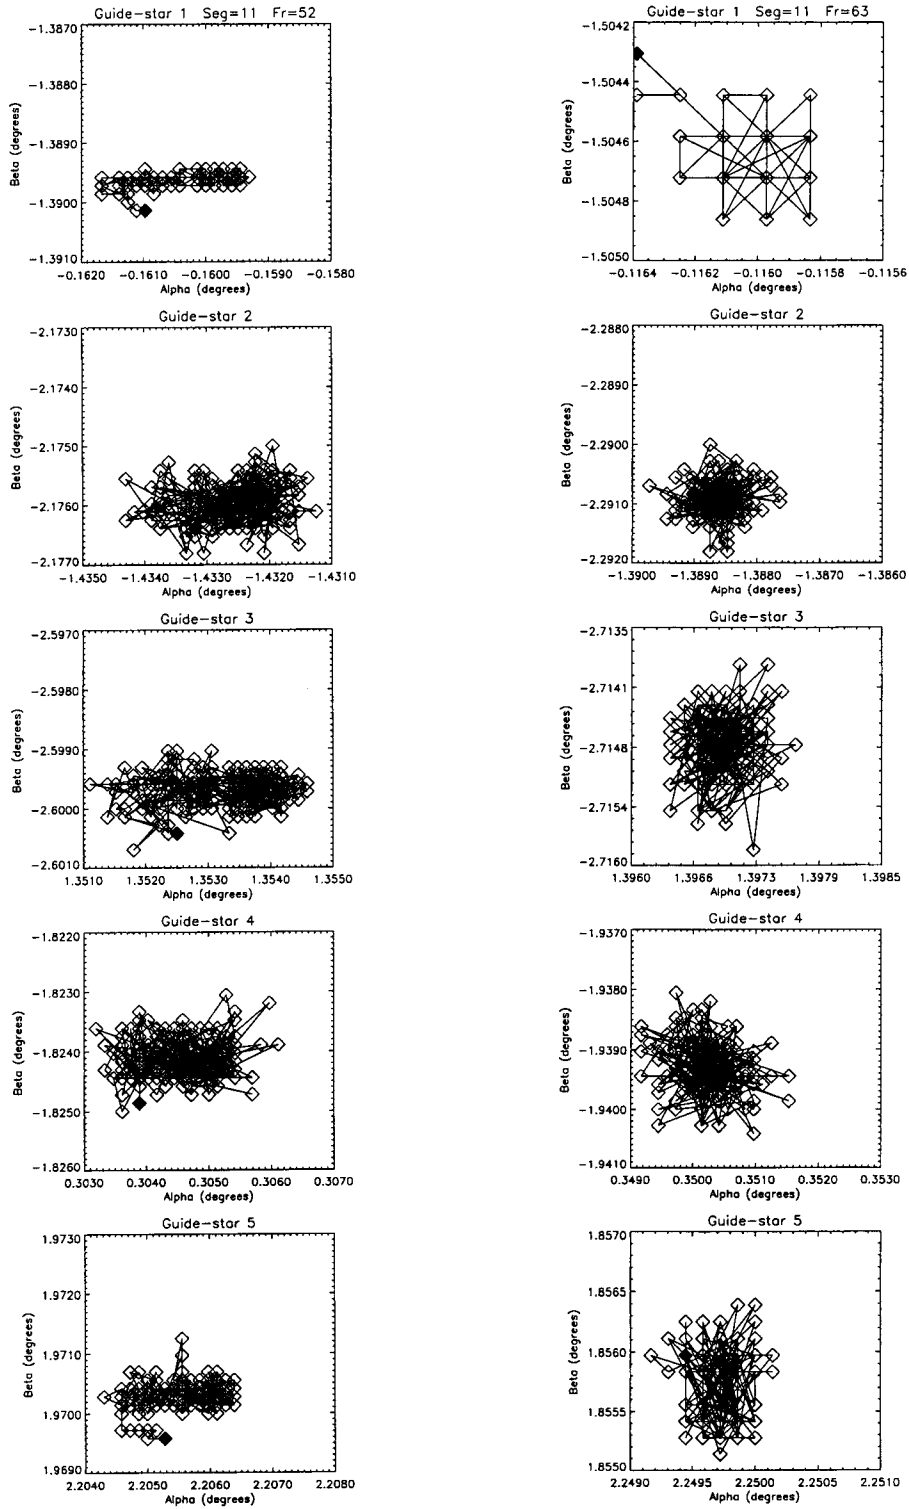 Guide-star 1 Seg=11 Fr=52
-1.3870
-1.3880
-1.3890
-1.3900
-1.3910
Beta (degrees)
-0.1620 -0.1610 -0.1600 -0.1590 -0.1580
Alpha (degrees)
Guide-star 1 Seg=11 Fr=63
-1.5042
-1.5044
-1.5046
-1.5048
-1.5050
Beta (degrees)
-0.1164 -0.1162 -0.1160 -0.1158 -0.1156
Alpha (degrees)
Guide-star 2
-2.1730
-2.1740
-2.1750
-2.1760
-2.1770
Beta (degrees)
-1.4350 -1.4340 -1.4330 -1.4320 -1.4310
Alpha (degrees)
Guide-star 2
-2.2880
-2.2890
-2.2900
-2.2910
-2.2920
Beta (degrees)
-1.3900 -1.3890 -1.3880 -1.3870 -1.3860
Alpha (degrees)
Guide-star 3
-2.5970
-2.5980
-2.5990
-2.6000
-2.6010
Beta (degrees)
1.3510 1.3520 1.3530 1.3540 1.3550
Alpha (degrees)
Guide-star 3
-2.7135
-2.7141
-2.7148
-2.7154
-2.7160
Beta (degrees)
1.3960 1.3966 1.3973 1.3979 1.3985
Alpha (degrees)
Guide-star 4
-1.8220
-1.8230
-1.8240
-1.8250
-1.8260
Beta (degrees)
0.3030 0.3040 0.3050 0.3060 0.3070
Alpha (degrees)
Guide-star 4
-1.9370
-1.9380
-1.9390
-1.9400
-1.9410
Beta (degrees)
0.3490 0.3500 0.3510 0.3520 0.3530
Alpha (degrees)
Guide-star 5
1.9730
1.9720
1.9710
1.9700
1.9690
Beta (degrees)
2.2040 2.2050 2.2060 2.2070 2.2080
Alpha (degrees)
Guide-star 5
1.8570
1.8565
1.8560
1.8555
1.8550
Beta (degrees)
2.2490 2.2495 2.2500 2.2505 2.2510
Alpha (degrees)